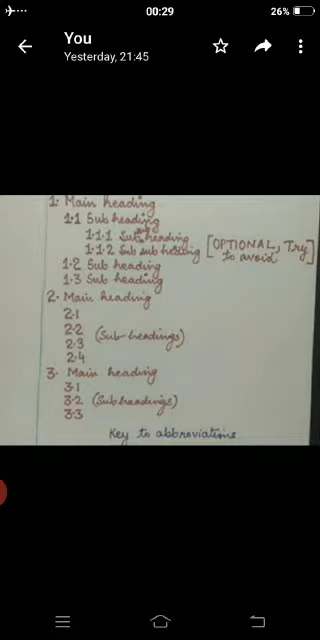 00:29
26%
You
Yesterday, 21:45
1. Main heading
1.1 Sub heading
1.1.1 Sub sub heading
1.1.2 Sub sub heading [OPTIONAL, Try to avoid]
1.2 Sub heading
1.3 Sub heading
2. Main heading
2.1
2.2 (Sub-headings)
2.3
2.4
3. Main heading
3.1
3.2 (Subheadings)
3.3
Key to abbreviations